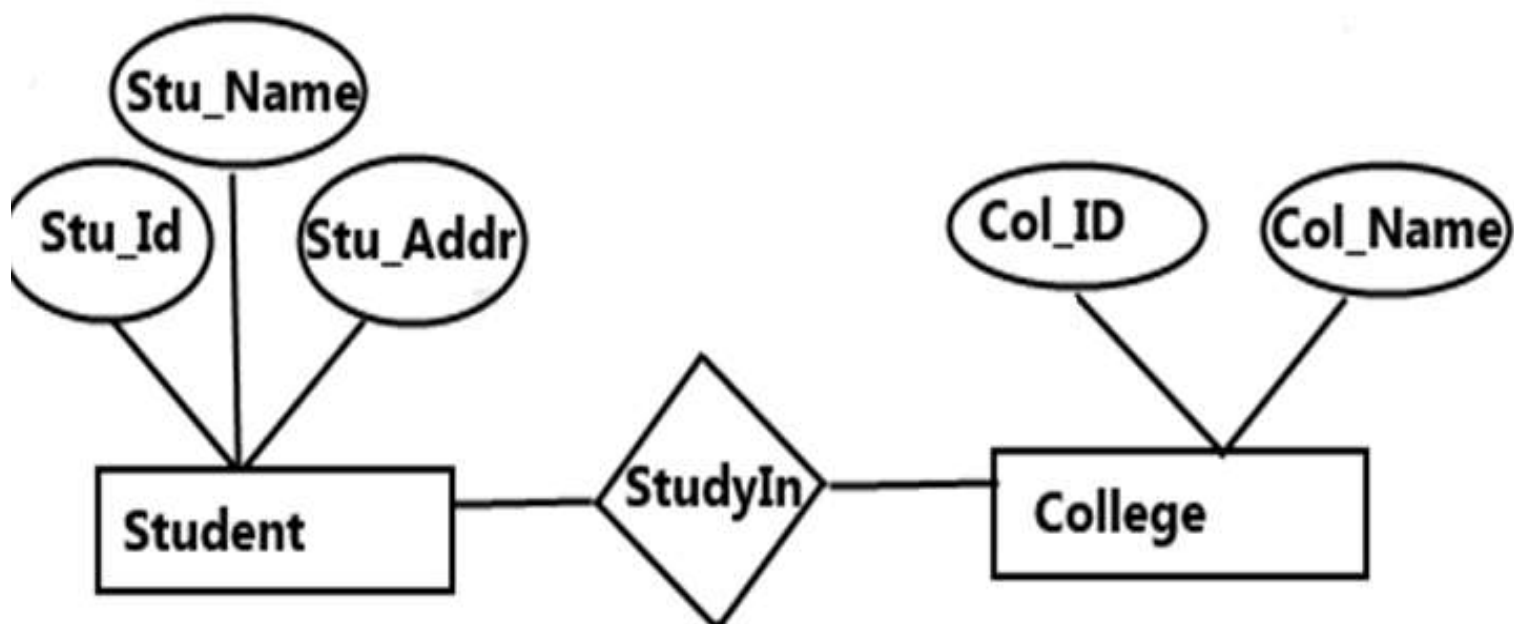 Stu_Name
Stu_Id
Stu_Addr
Col_ID
Col_Name
StudyIn
Student
College